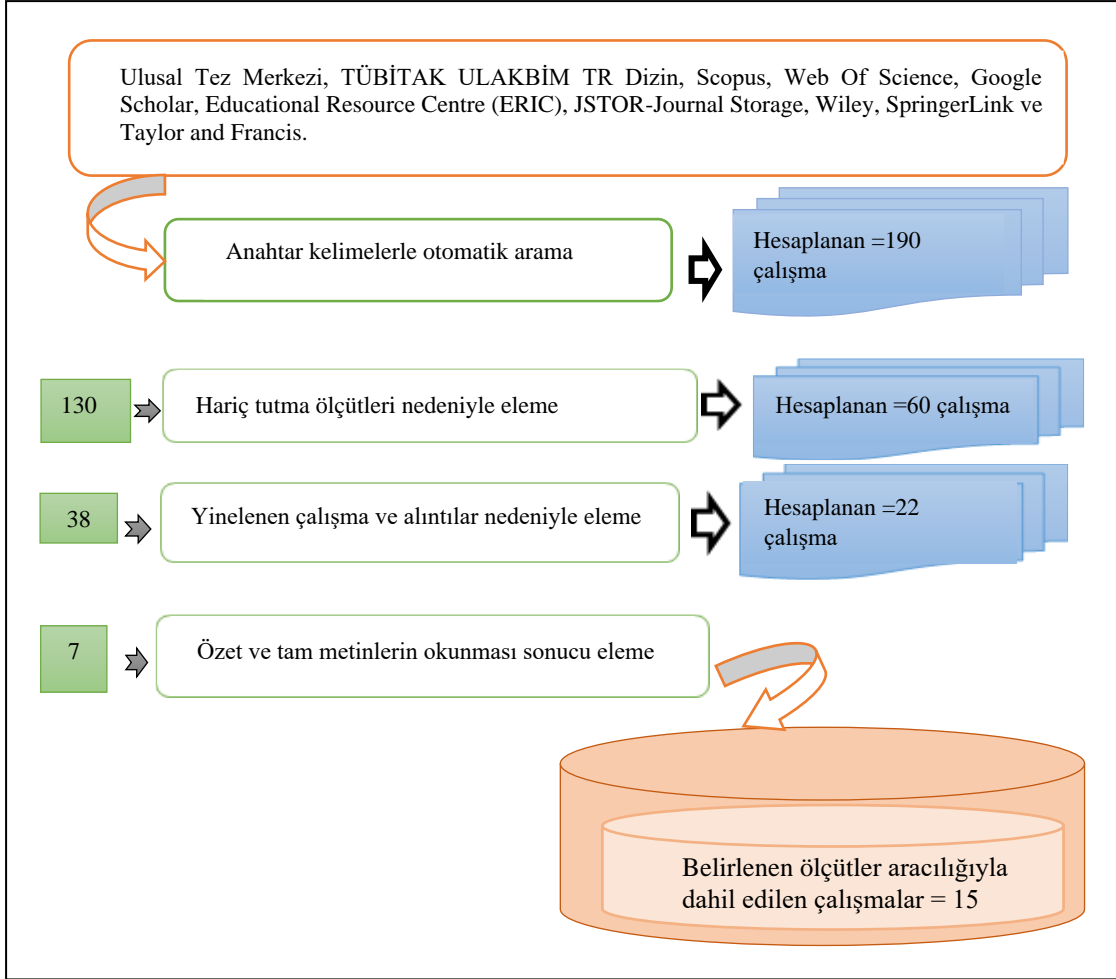 Ulusal Tez Merkezi, TÜBİTAK ULAKBİM TR Dizin, Scopus, Web Of Science, Google
Scholar, Educational Resource Centre (ERIC), JSTOR-Journal Storage, Wiley, SpringerLink ve
Taylor and Francis.
Anahtar kelimelerle otomatik arama
Hesaplanan =190
çalışma
130
Hariç tutma ölçütleri nedeniyle eleme
Hesaplanan =60 çalışma
38
Yinelenen çalışma ve alıntılar nedeniyle eleme
Hesaplanan =22
çalışma
7
Özet ve tam metinlerin okunması sonucu eleme
Belirlenen ölçütler aracılığıyla
dahil edilen çalışmalar = 15